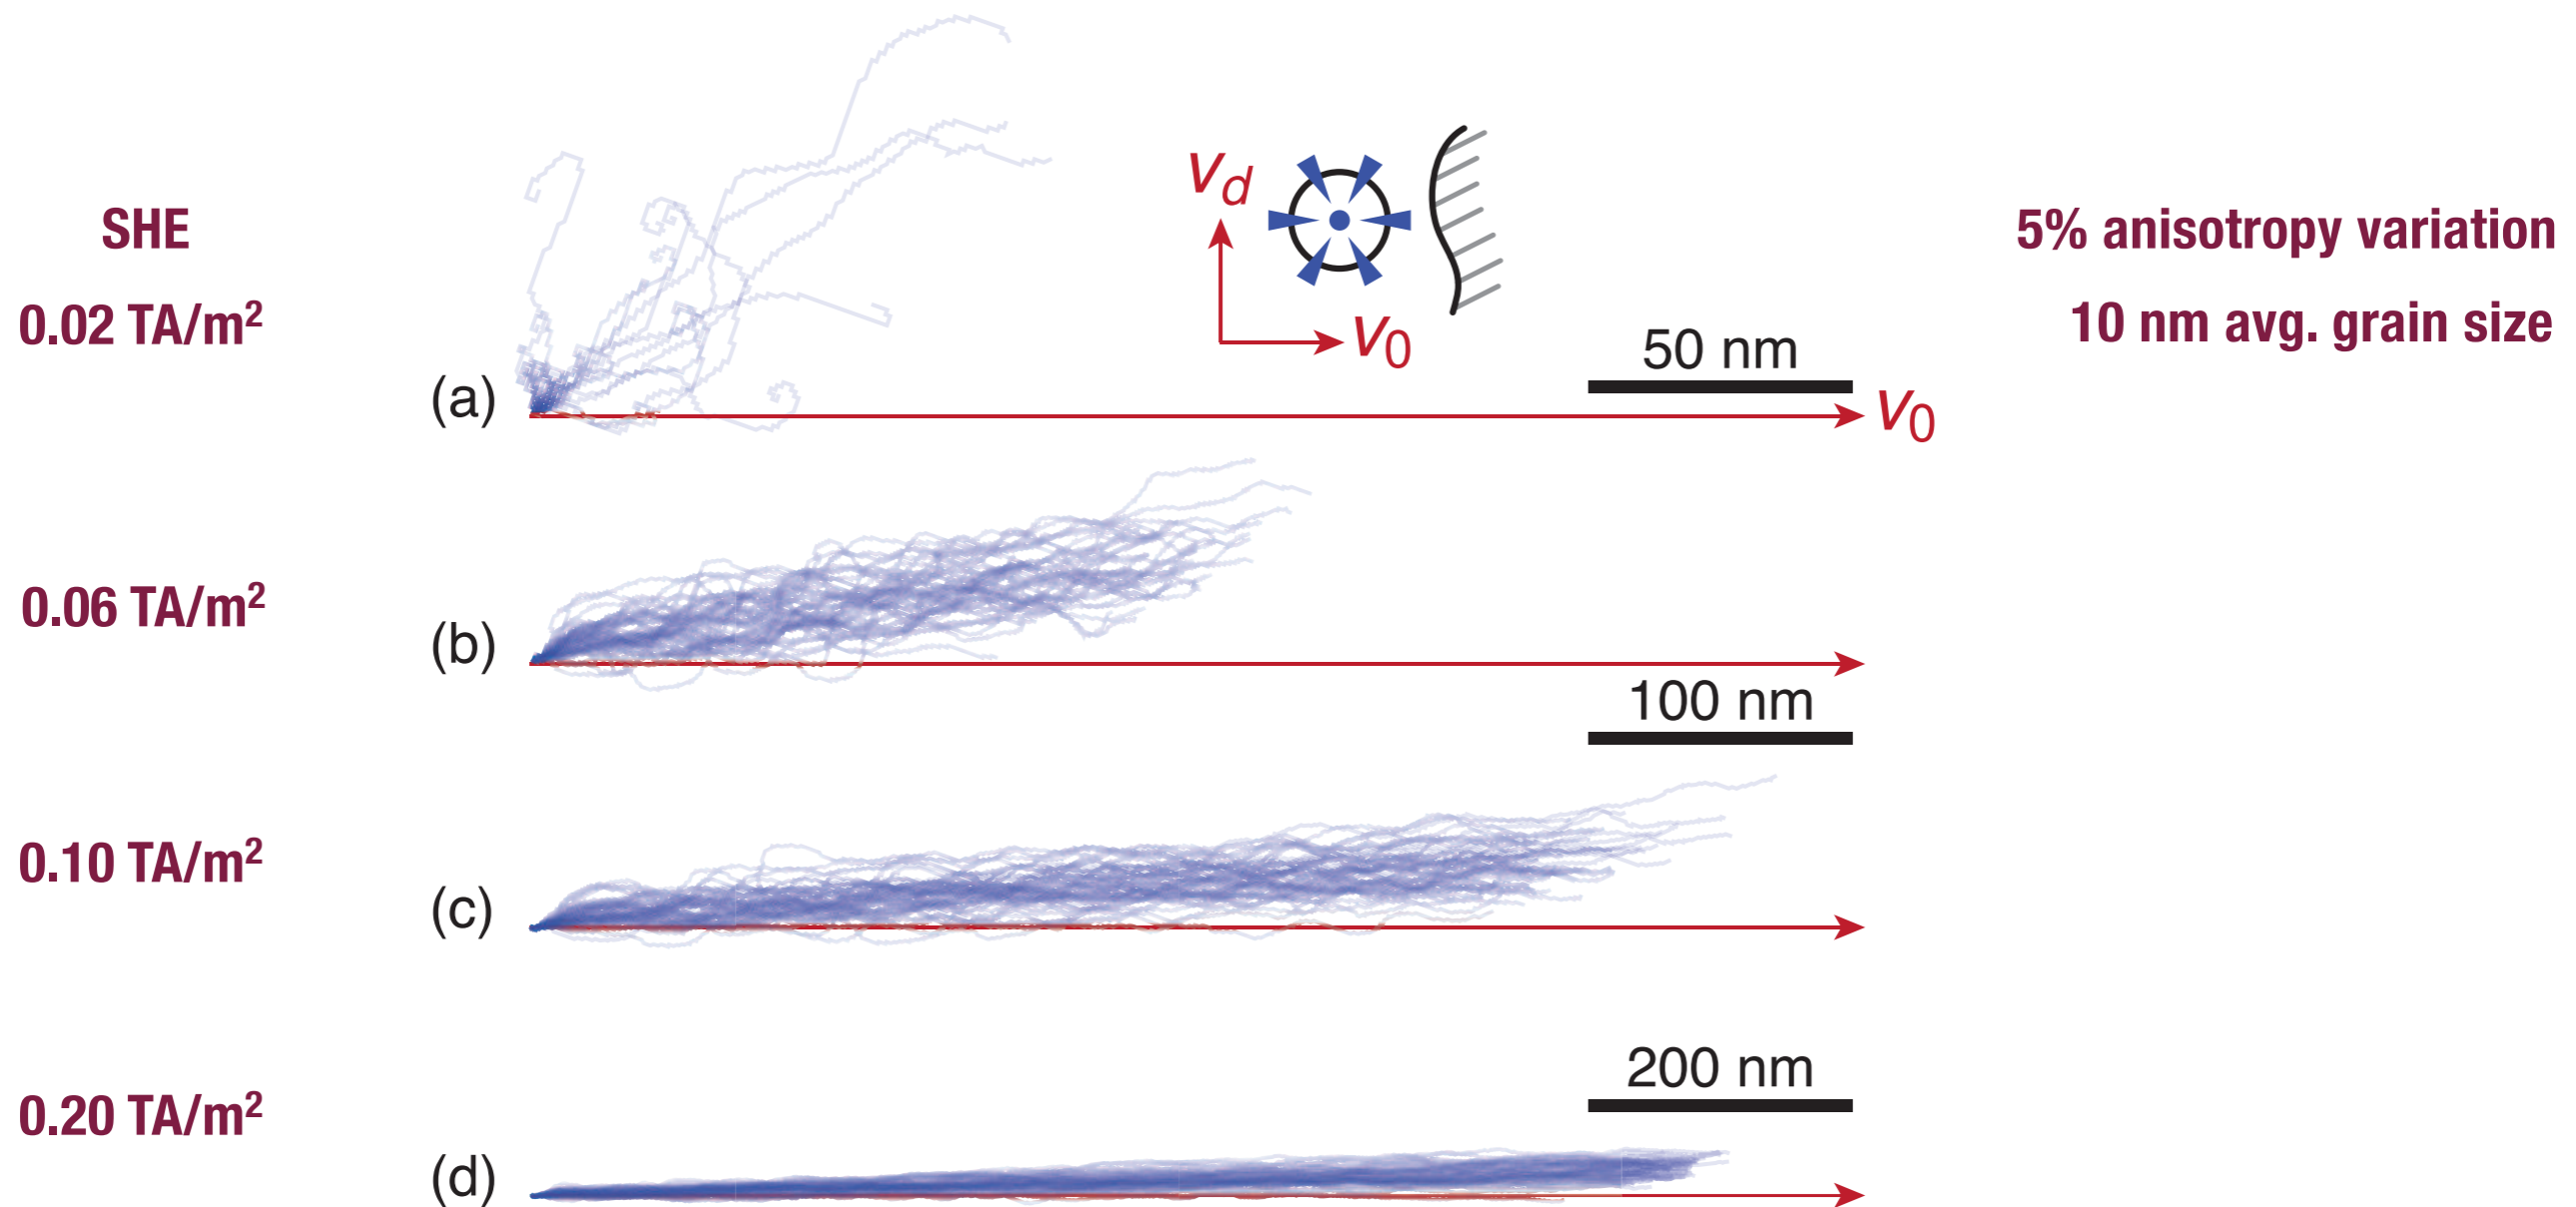 SHE
0.02 TA/m²
5% anisotropy variation
10 nm avg. grain size
v_d
v_0
50 nm
(a)
v_0
0.06 TA/m²
(b)
100 nm
0.10 TA/m²
(c)
200 nm
0.20 TA/m²
(d)